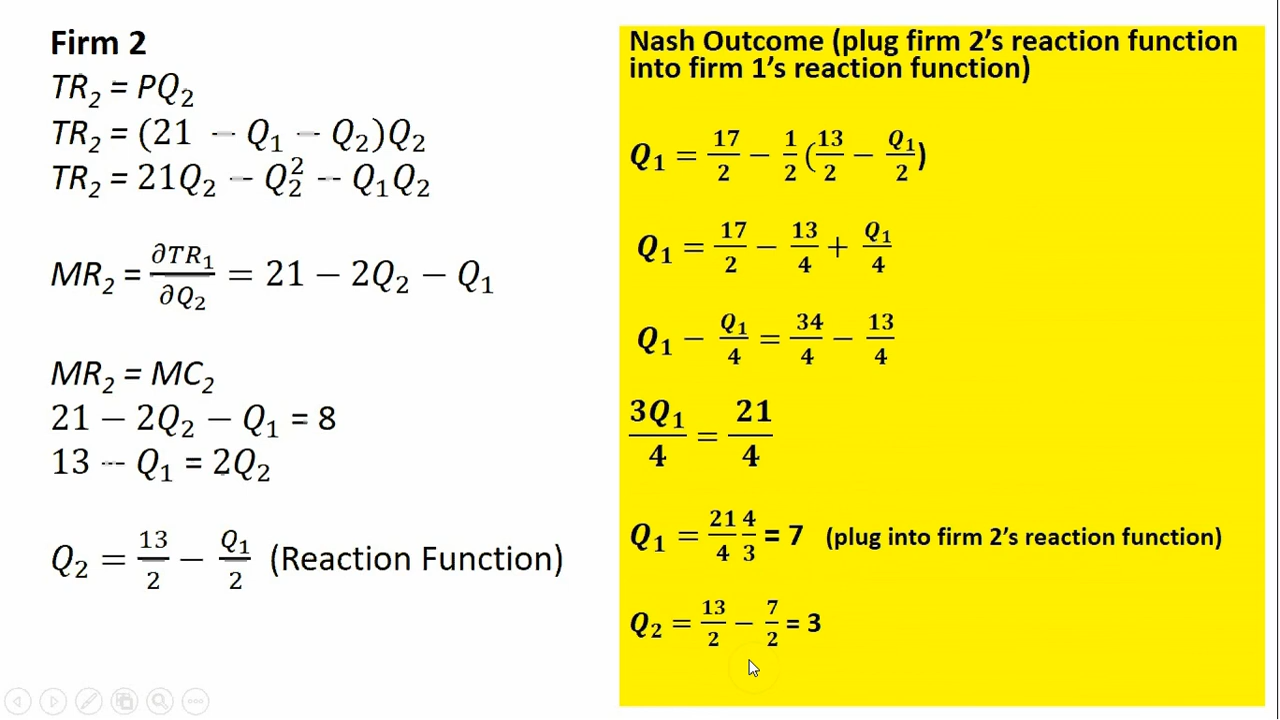 Firm 2
TR₂ = PQ₂
TR₂ = (21 − Q₁ − Q₂)Q₂
TR₂ = 21Q₂ − Q₂² − Q₁Q₂
MR₂ = ∂TR₁/∂Q₂ = 21 − 2Q₂ − Q₁
MR₂ = MC₂
21 − 2Q₂ − Q₁ = 8
13 − Q₁ = 2Q₂
Q₂ = 13/2 − Q₁/2 (Reaction Function)
Nash Outcome (plug firm 2's reaction function
into firm 1's reaction function)
Q₁ = 17/2 − 1/2 (13/2 − Q₁/2)
Q₁ = 17/2 − 13/4 + Q₁/4
Q₁ − Q₁/4 = 34/4 − 13/4
3Q₁/4 = 21/4
Q₁ = 21/4 4/3 = 7 (plug into firm 2's reaction function)
Q₂ = 13/2 − 7/2 = 3